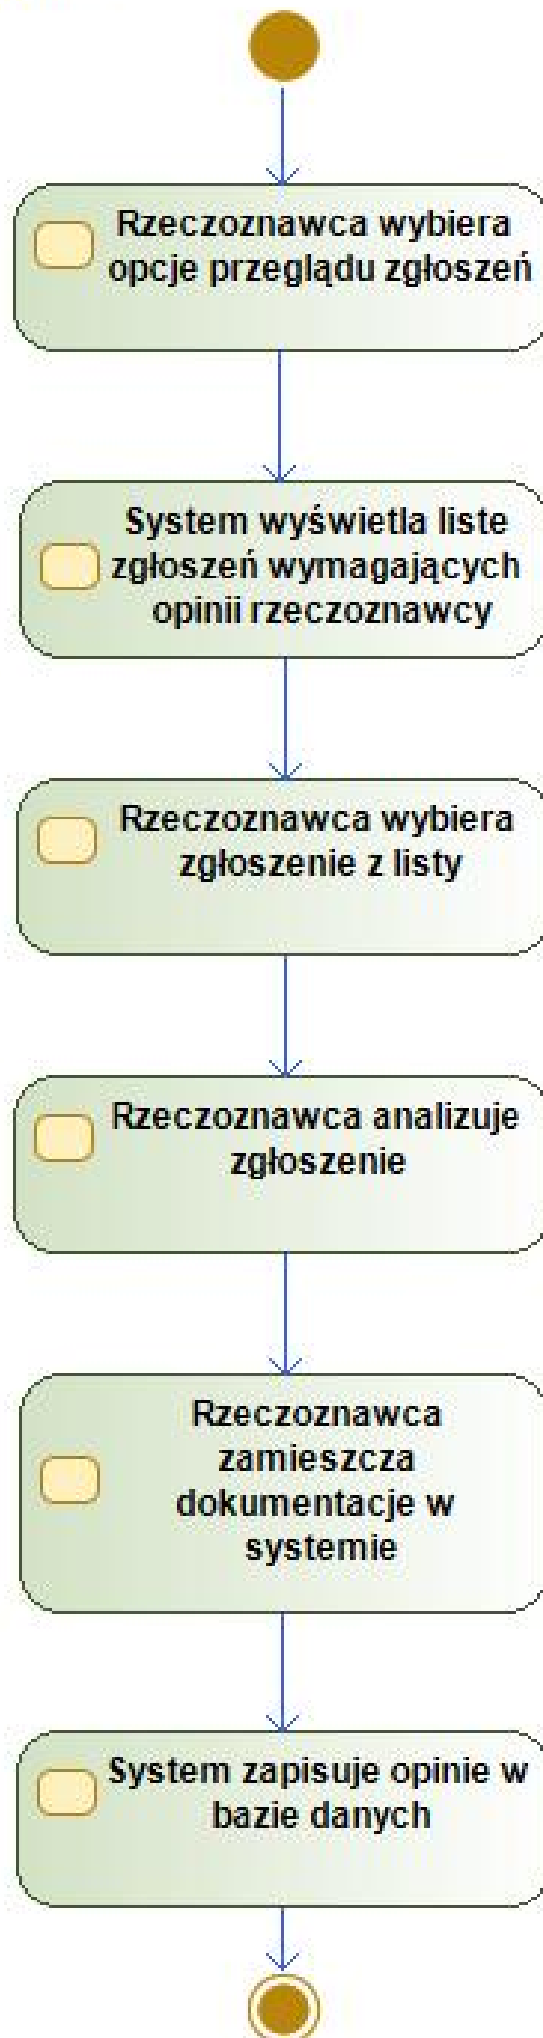 Rzeczoznawca wybiera
opcje przeglądu zgłoszeń
System wyświetla liste
zgłoszeń wymagających
opinii rzeczoznawcy
Rzeczoznawca wybiera
zgłoszenie z listy
Rzeczoznawca analizuje
zgłoszenie
Rzeczoznawca
zamieszcza
dokumentacje w
systemie
System zapisuje opinie w
bazie danych